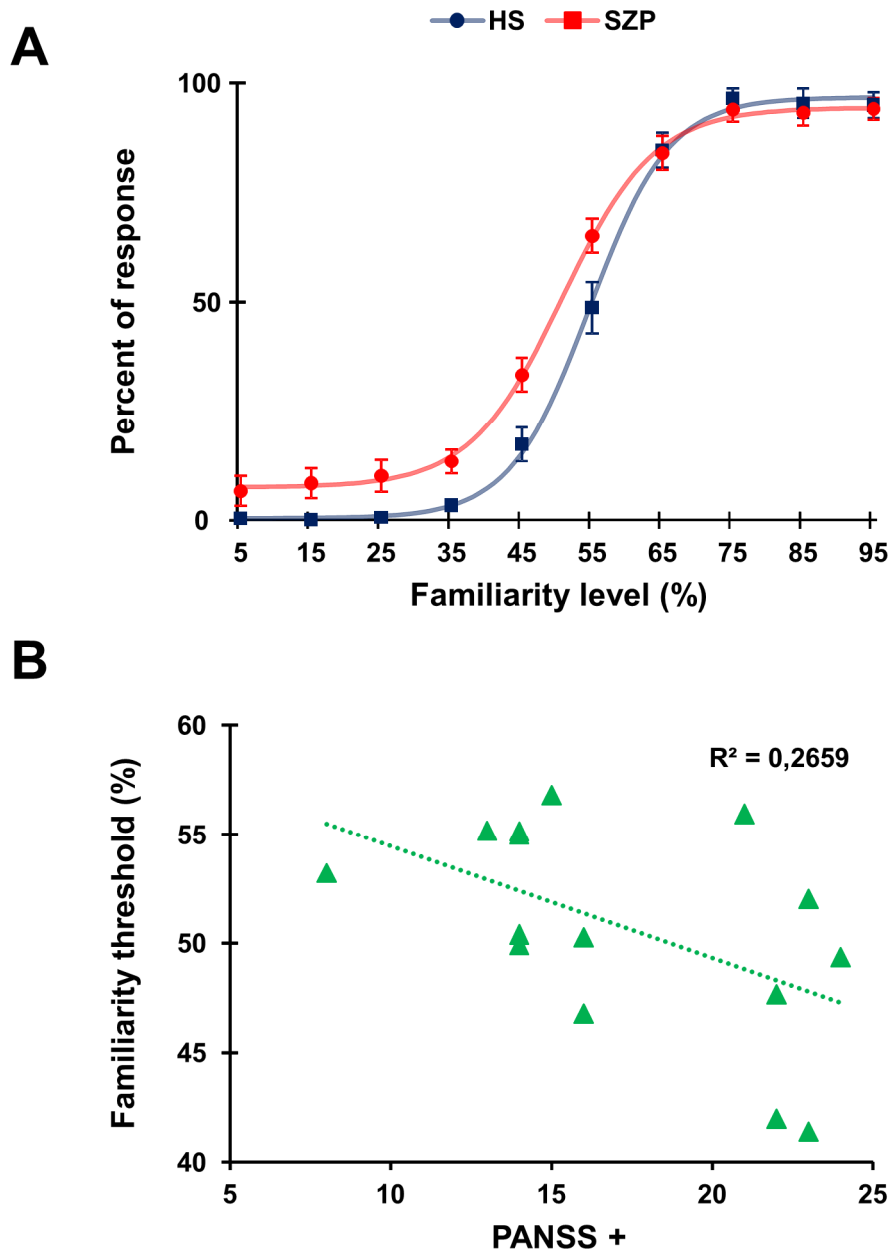 HS SZP
A
100
50
0
Percent of response
5 15 25 35 45 55 65 75 85 95
Familiarity level (%)
B
60
55
50
45
40
Familiarity threshold (%)
R² = 0,2659
5 10 15 20 25
PANSS +